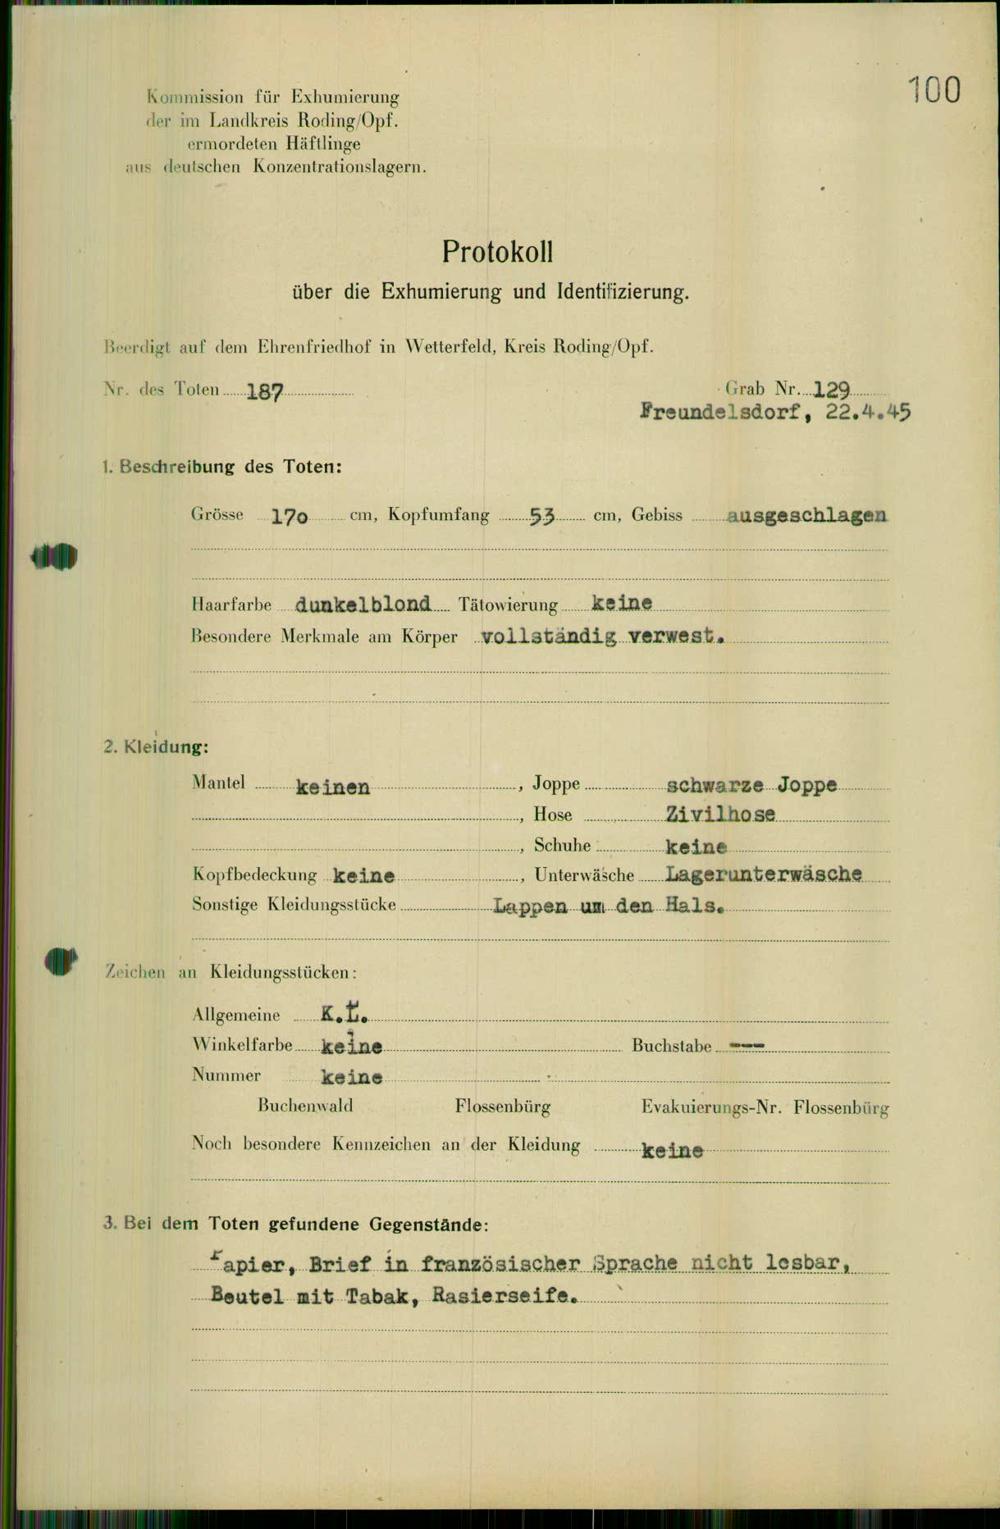 100
Kommission für Exhumierung
der im Landkreis Roding/Opf.
ermordeten Häftlinge
aus deutschen Konzentrationslagern.
Protokoll
über die Exhumierung und Identifizierung.
Beerdigt auf dem Ehrenfriedhof in Wetterfeld, Kreis Roding/Opf.
Nr. des Toten 187 Grab Nr. 129
Freundelsdorf, 22.4.45
1. Beschreibung des Toten:
Grösse 170 cm, Kopfumfang 53 cm, Gebiss ausgeschlagen
Haarfarbe dunkelblond Tätowierung keine
Besondere Merkmale am Körper vollständig verwest.
2. Kleidung:
Mantel keinen, Joppe schwarze Joppe
, Hose Zivilhose
, Schuhe keine
Kopfbedeckung keine, Unterwäsche Lagerunterwäsche
Sonstige Kleidungsstücke Lappen um den Hals.
Zeichen an Kleidungsstücken:
Allgemeine K.L.
Winkelfarbe keine Buchstabe ---
Nummer keine
Buchenwald Flossenbürg Evakuierungs-Nr. Flossenbürg
Noch besondere Kennzeichen an der Kleidung keine
3. Bei dem Toten gefundene Gegenstände:
Papier, Brief in französischer Sprache nicht lesbar,
Beutel mit Tabak, Rasierseife.